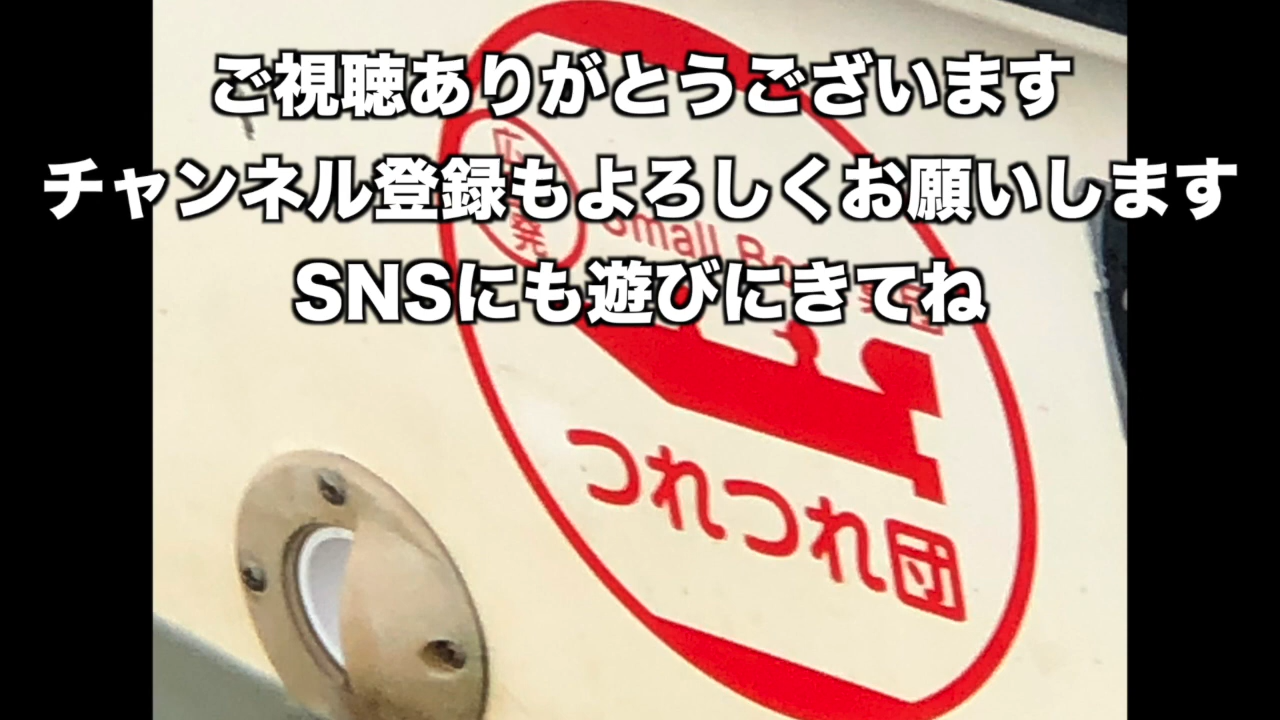 ご視聴ありがとうございます
チャンネル登録もよろしくお願いします
SNSにも遊びにきてね
Small
つれつれ団